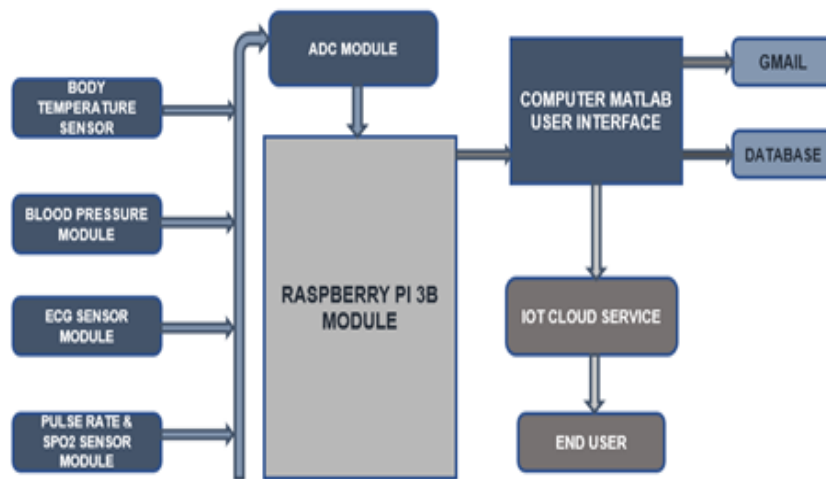 ADC MODULE
BODY
TEMPERATURE
SENSOR
BLOOD PRESSURE
MODULE
ECG SENSOR
MODULE
PULSE RATE &
SPO2 SENSOR
MODULE
RASPBERRY PI 3B
MODULE
COMPUTER MATLAB
USER INTERFACE
GMAIL
DATABASE
IOT CLOUD SERVICE
END USER